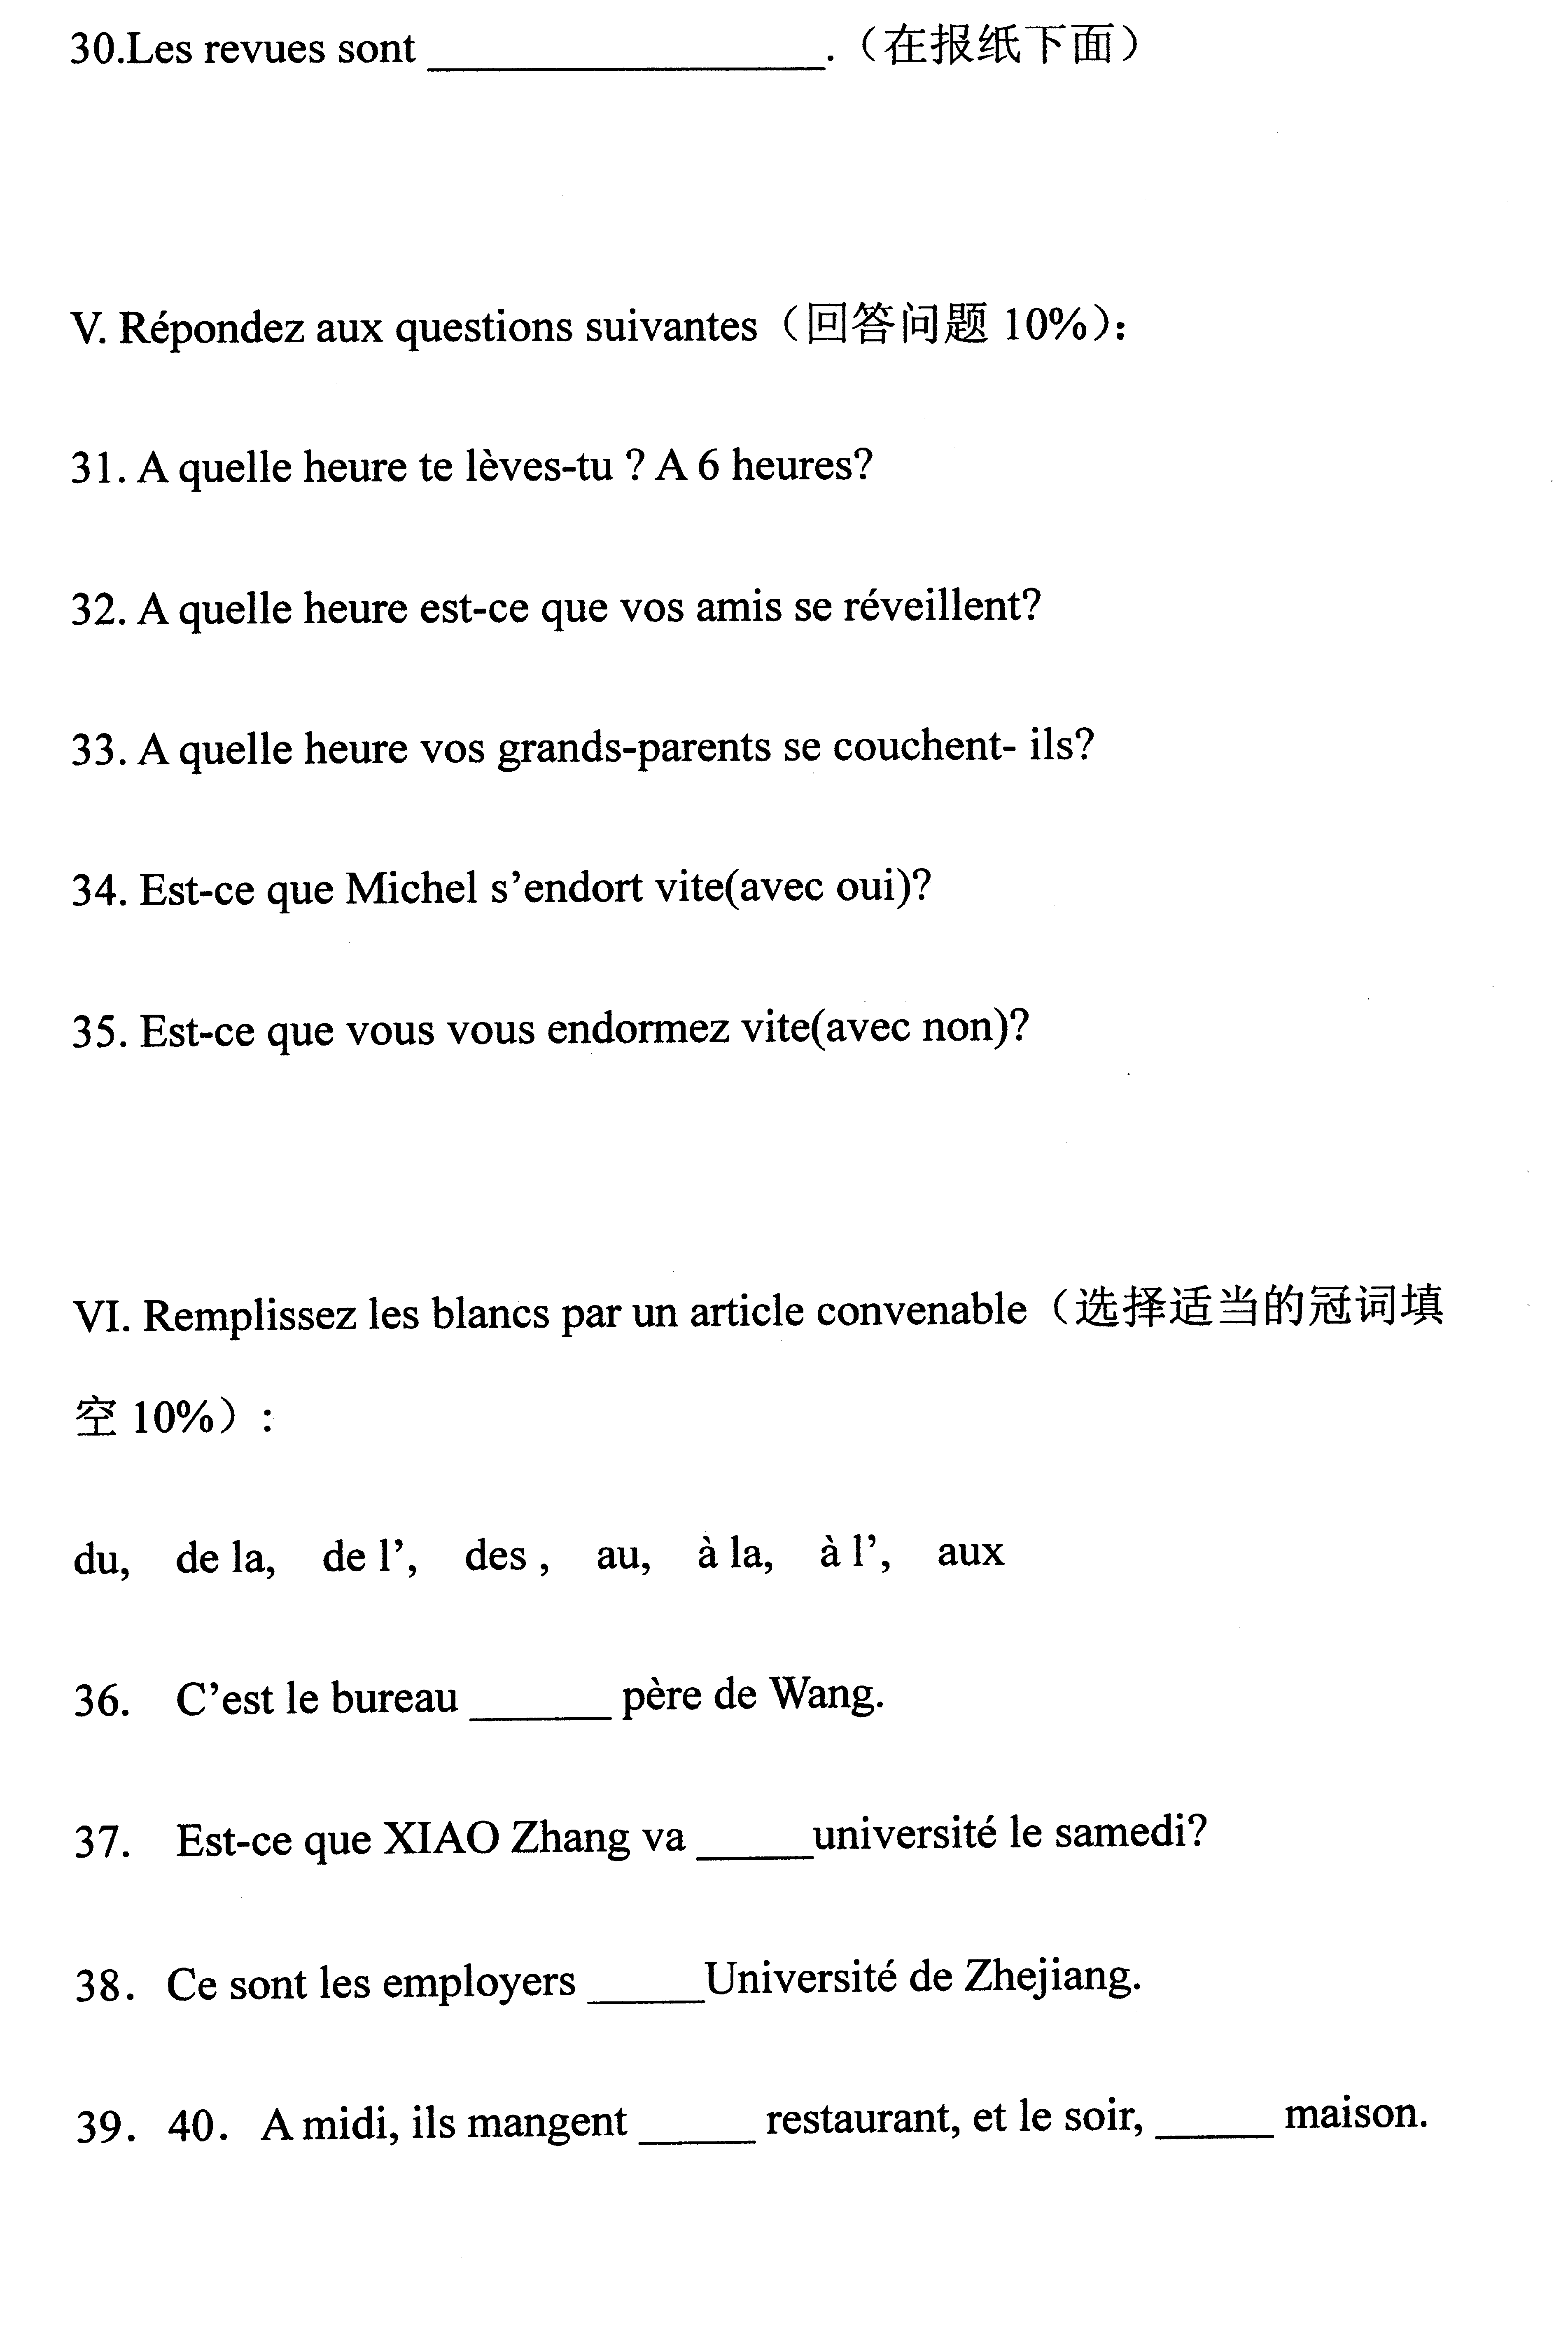 30.Les revues sont _________________.（在报纸下面）
V. Répondez aux questions suivantes（回答问题 10%）：
31. A quelle heure te lèves-tu ? A 6 heures?
32. A quelle heure est-ce que vos amis se réveillent?
33. A quelle heure vos grands-parents se couchent- ils?
34. Est-ce que Michel s’endort vite(avec oui)?
35. Est-ce que vous vous endormez vite(avec non)?
VI. Remplissez les blancs par un article convenable（选择适当的冠词填
空 10%）:
du, de la, de l’, des , au, à la, à l’, aux
36. C’est le bureau ______ père de Wang.
37. Est-ce que XIAO Zhang va _____université le samedi?
38. Ce sont les employers _____Université de Zhejiang.
39. 40. A midi, ils mangent _____ restaurant, et le soir, _____ maison.